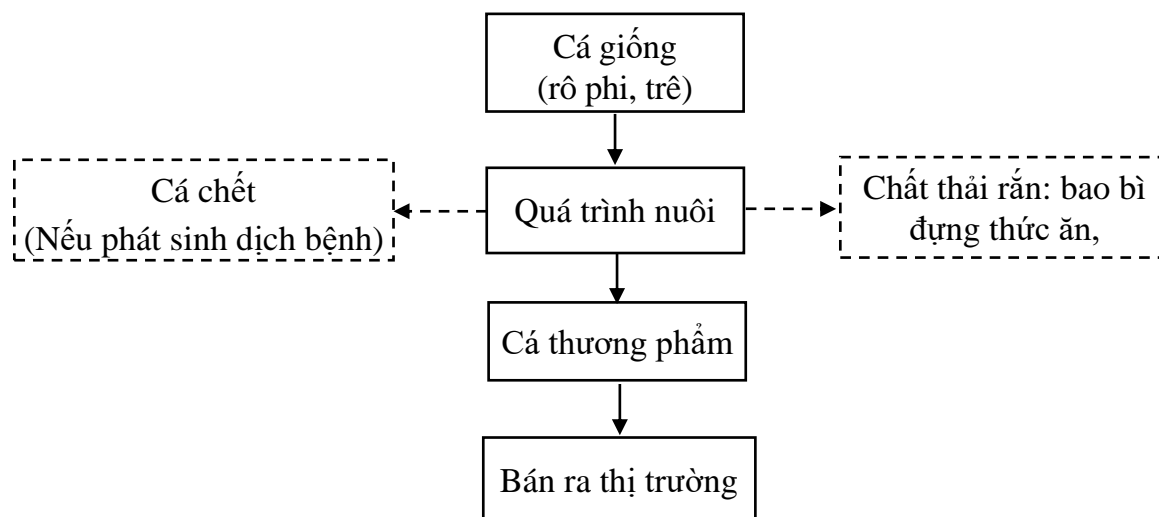 Cá giống
(rô phi, trê)
Cá chết
(Nếu phát sinh dịch bệnh)
Quá trình nuôi
Chất thải rắn: bao bì
đựng thức ăn,
Cá thương phẩm
Bán ra thị trường